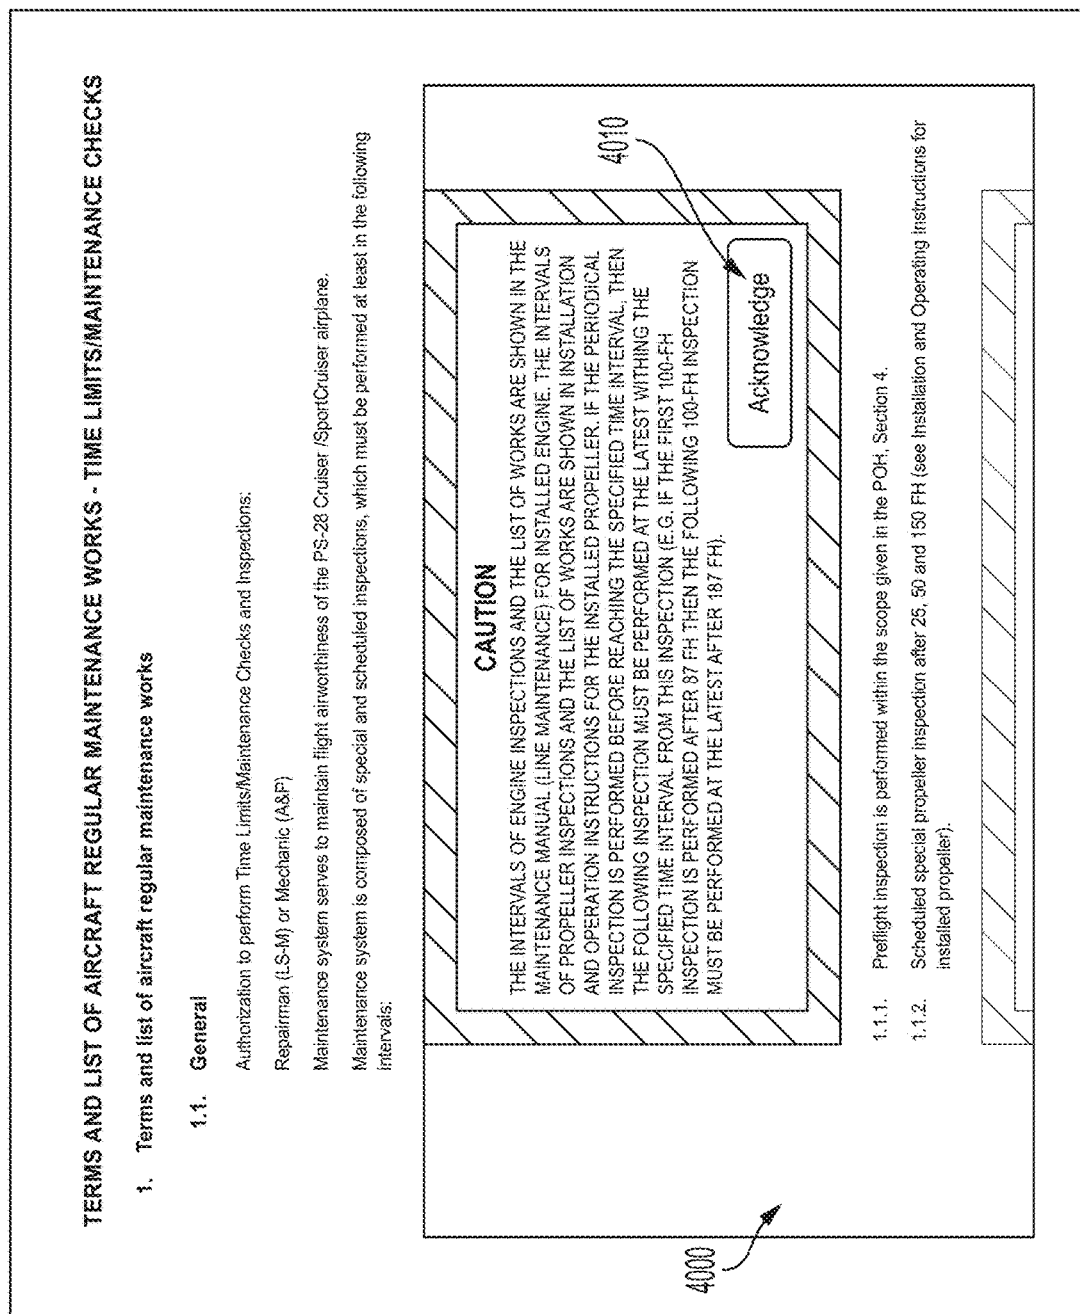 TERMS AND LIST OF AIRCRAFT REGULAR MAINTENANCE WORKS - TIME LIMITS/MAINTENANCE CHECKS
1. Terms and list of aircraft regular maintenance works
1.1. General
Authorization to perform Time Limits/Maintenance Checks and Inspections:
Repairman (LS-M) or Mechanic (A&P)
Maintenance system serves to maintain flight airworthiness of the PS-28 Cruiser /SportCruiser airplane.
Maintenance system is composed of special and scheduled inspections, which must be performed at least in the following
intervals:
CAUTION
THE INTERVALS OF ENGINE INSPECTIONS AND THE LIST OF WORKS ARE SHOWN IN THE
MAINTENANCE MANUAL (LINE MAINTENANCE) FOR INSTALLED ENGINE. THE INTERVALS
OF PROPELLER INSPECTIONS AND THE LIST OF WORKS ARE SHOWN IN INSTALLATION
AND OPERATION INSTRUCTIONS FOR THE INSTALLED PROPELLER. IF THE PERIODICAL
INSPECTION IS PERFORMED BEFORE REACHING THE SPECIFIED TIME INTERVAL, THEN
THE FOLLOWING INSPECTION MUST BE PERFORMED AT THE LATEST WITHING THE
SPECIFIED TIME INTERVAL FROM THIS INSPECTION (E.G. IF THE FIRST 100-FH
INSPECTION IS PERFORMED AFTER 87 FH THEN THE FOLLOWING 100-FH INSPECTION
MUST BE PERFORMED AT THE LATEST AFTER 187 FH).
Acknowledge
4010
1.1.1. Preflight inspection is performed within the scope given in the POH, Section 4.
1.1.2. Scheduled special propeller inspection after 25, 50 and 150 FH (see Installation and Operating Instructions for
installed propeller).
4000